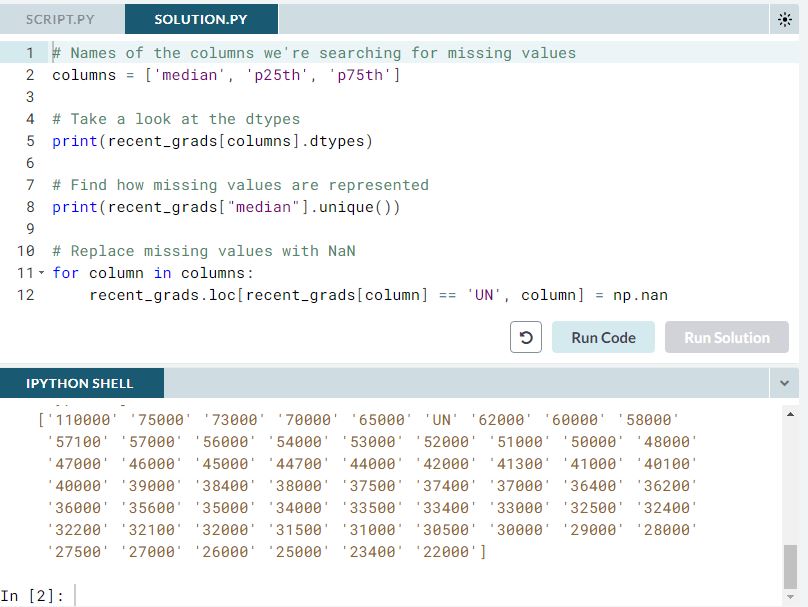 SCRIPT.PY SOLUTION.PY
1 # Names of the columns we're searching for missing values
2 columns = ['median', 'p25th', 'p75th']
3
4 # Take a look at the dtypes
5 print(recent_grads[columns].dtypes)
6
7 # Find how missing values are represented
8 print(recent_grads["median"].unique())
9
10 # Replace missing values with NaN
11 for column in columns:
12     recent_grads.loc[recent_grads[column] == 'UN', column] = np.nan
Run Code Run Solution
IPYTHON SHELL
['110000' '75000' '73000' '70000' '65000' 'UN' '62000' '60000' '58000'
'57100' '57000' '56000' '54000' '53000' '52000' '51000' '50000' '48000'
'47000' '46000' '45000' '44700' '44000' '42000' '41300' '41000' '40100'
'40000' '39000' '38400' '38000' '37500' '37400' '37000' '36400' '36200'
'36000' '35600' '35000' '34000' '33500' '33400' '33000' '32500' '32400'
'32200' '32100' '32000' '31500' '31000' '30500' '30000' '29000' '28000'
'27500' '27000' '26000' '25000' '23400' '22000']
In [2]: